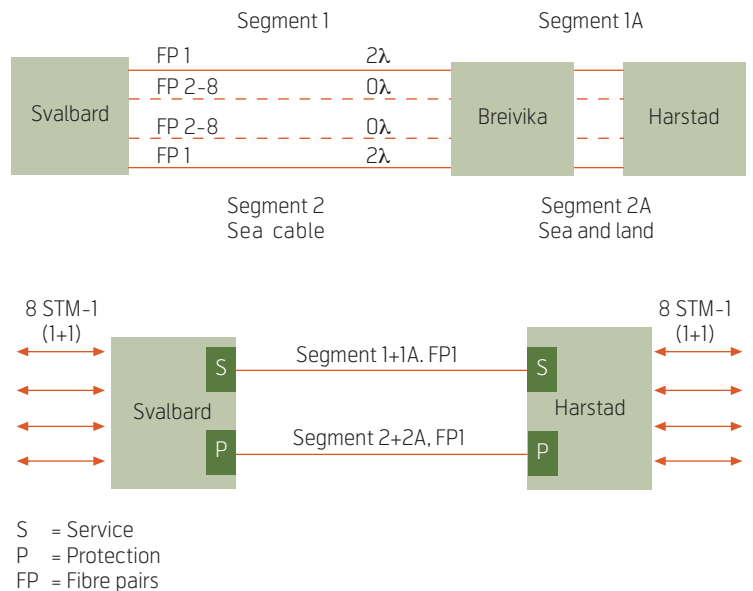 Segment 1 Segment 1A
FP 1 2λ
FP 2-8 0λ
Svalbard Breivika Harstad
FP 2-8 0λ
FP 1 2λ
Segment 2 Segment 2A
Sea cable Sea and land
8 STM-1 8 STM-1
(1+1) (1+1)
Segment 1+1A. FP1
S S
Svalbard Harstad
Segment 2+2A, FP1
P P
S = Service
P = Protection
FP = Fibre pairs